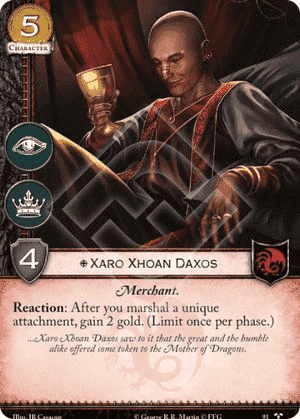 5
CHARACTER
4
XARO XHOAN DAXOS
Merchant.
Reaction: After you marshal a unique
attachment, gain 2 gold. (Limit once per phase.)
...Xaro Xhoan Daxos saw to it that the great and the humble
alike offered some token to the Mother of Dragons.
Illus. JB Casacop
© George R.R. Martin © FFG
93